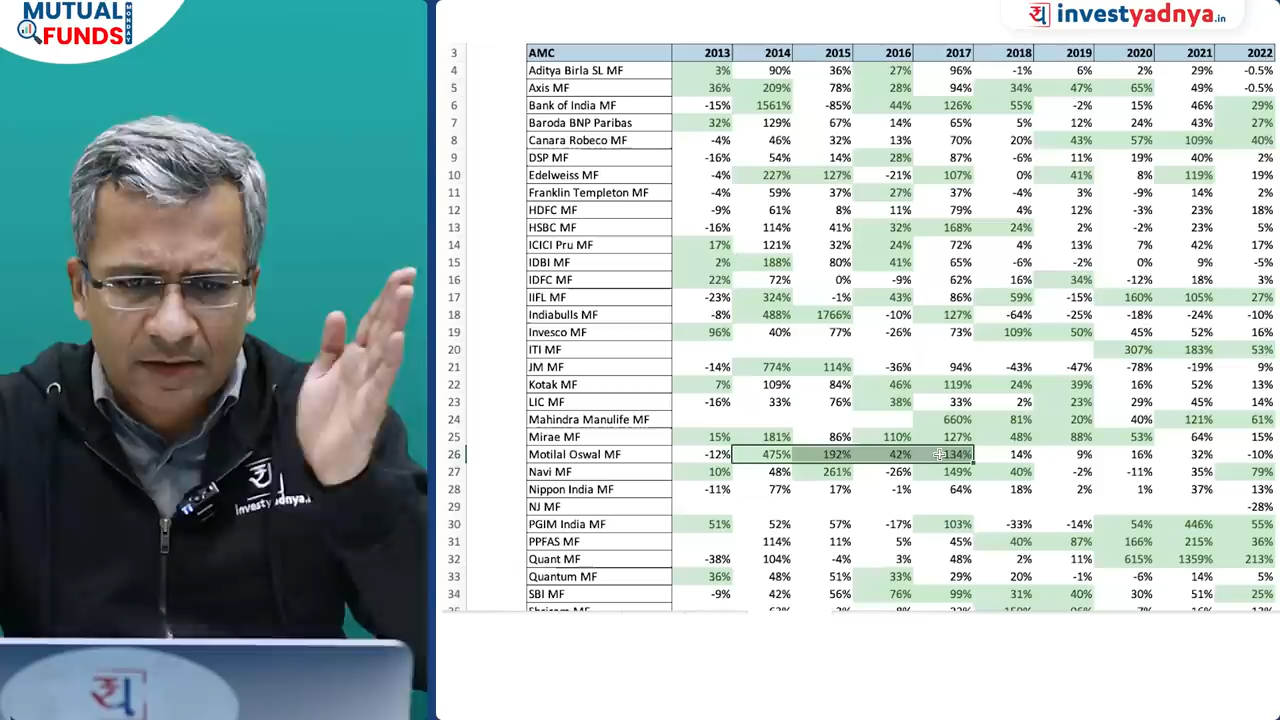 MUTUAL
FUNDS
MONDAY
investyadnya.in
3 AMC 2013 2014 2015 2016 2017 2018 2019 2020 2021 2022
4 Aditya Birla SL MF 3% 90% 36% 27% 96% -1% 6% 2% 29% -0.5%
5 Axis MF 36% 209% 78% 28% 94% 34% 47% 65% 49% -0.5%
6 Bank of India MF -15% 1561% -85% 44% 126% 55% -2% 15% 46% 29%
7 Baroda BNP Paribas 32% 129% 67% 14% 65% 5% 12% 24% 43% 27%
8 Canara Robeco MF -4% 46% 32% 13% 70% 20% 43% 57% 109% 40%
9 DSP MF -16% 54% 14% 28% 87% -6% 11% 19% 40% 2%
10 Edelweiss MF -4% 227% 127% -21% 107% 0% 41% 8% 119% 19%
11 Franklin Templeton MF -4% 59% 37% 27% 37% -4% 3% -9% 14% 2%
12 HDFC MF -9% 61% 8% 11% 79% 4% 12% -3% 23% 18%
13 HSBC MF -16% 114% 41% 32% 168% 24% 2% -2% 23% 5%
14 ICICI Pru MF 17% 121% 32% 24% 72% 4% 13% 7% 42% 17%
15 IDBI MF 2% 188% 80% 41% 65% -6% -2% 0% 9% -5%
16 IDFC MF 22% 72% 0% -9% 62% 16% 34% -12% 18% 3%
17 IIFL MF -23% 324% -1% 43% 86% 59% -15% 160% 105% 27%
18 Indiabulls MF -8% 488% 1766% -10% 127% -64% -25% -18% -24% -10%
19 Invesco MF 96% 40% 77% -26% 73% 109% 50% 45% 52% 16%
20 ITI MF 307% 183% 53%
21 JM MF -14% 774% 114% -36% 94% -43% -47% -78% -19% 9%
22 Kotak MF 7% 109% 84% 46% 119% 24% 39% 16% 52% 13%
23 LIC MF -16% 33% 76% 38% 33% 2% 23% 29% 45% 14%
24 Mahindra Manulife MF 660% 81% 20% 40% 121% 61%
25 Mirae MF 15% 181% 86% 110% 127% 48% 88% 53% 64% 15%
26 Motilal Oswal MF -12% 475% 192% 42% 134% 14% 9% 16% 32% -10%
27 Navi MF 10% 48% 261% -26% 149% 40% -2% -11% 35% 79%
28 Nippon India MF -11% 77% 17% -1% 64% 18% 2% 1% 37% 13%
29 NJ MF -28%
30 PGIM India MF 51% 52% 57% -17% 103% -33% -14% 54% 446% 55%
31 PPFAS MF 114% 11% 5% 45% 40% 87% 166% 215% 36%
32 Quant MF -38% 104% -4% 3% 48% 2% 11% 615% 1359% 213%
33 Quantum MF 36% 48% 51% 33% 29% 20% -1% -6% 14% 5%
34 SBI MF -9% 42% 56% 76% 99% 31% 40% 30% 51% 25%
investyadnya.in